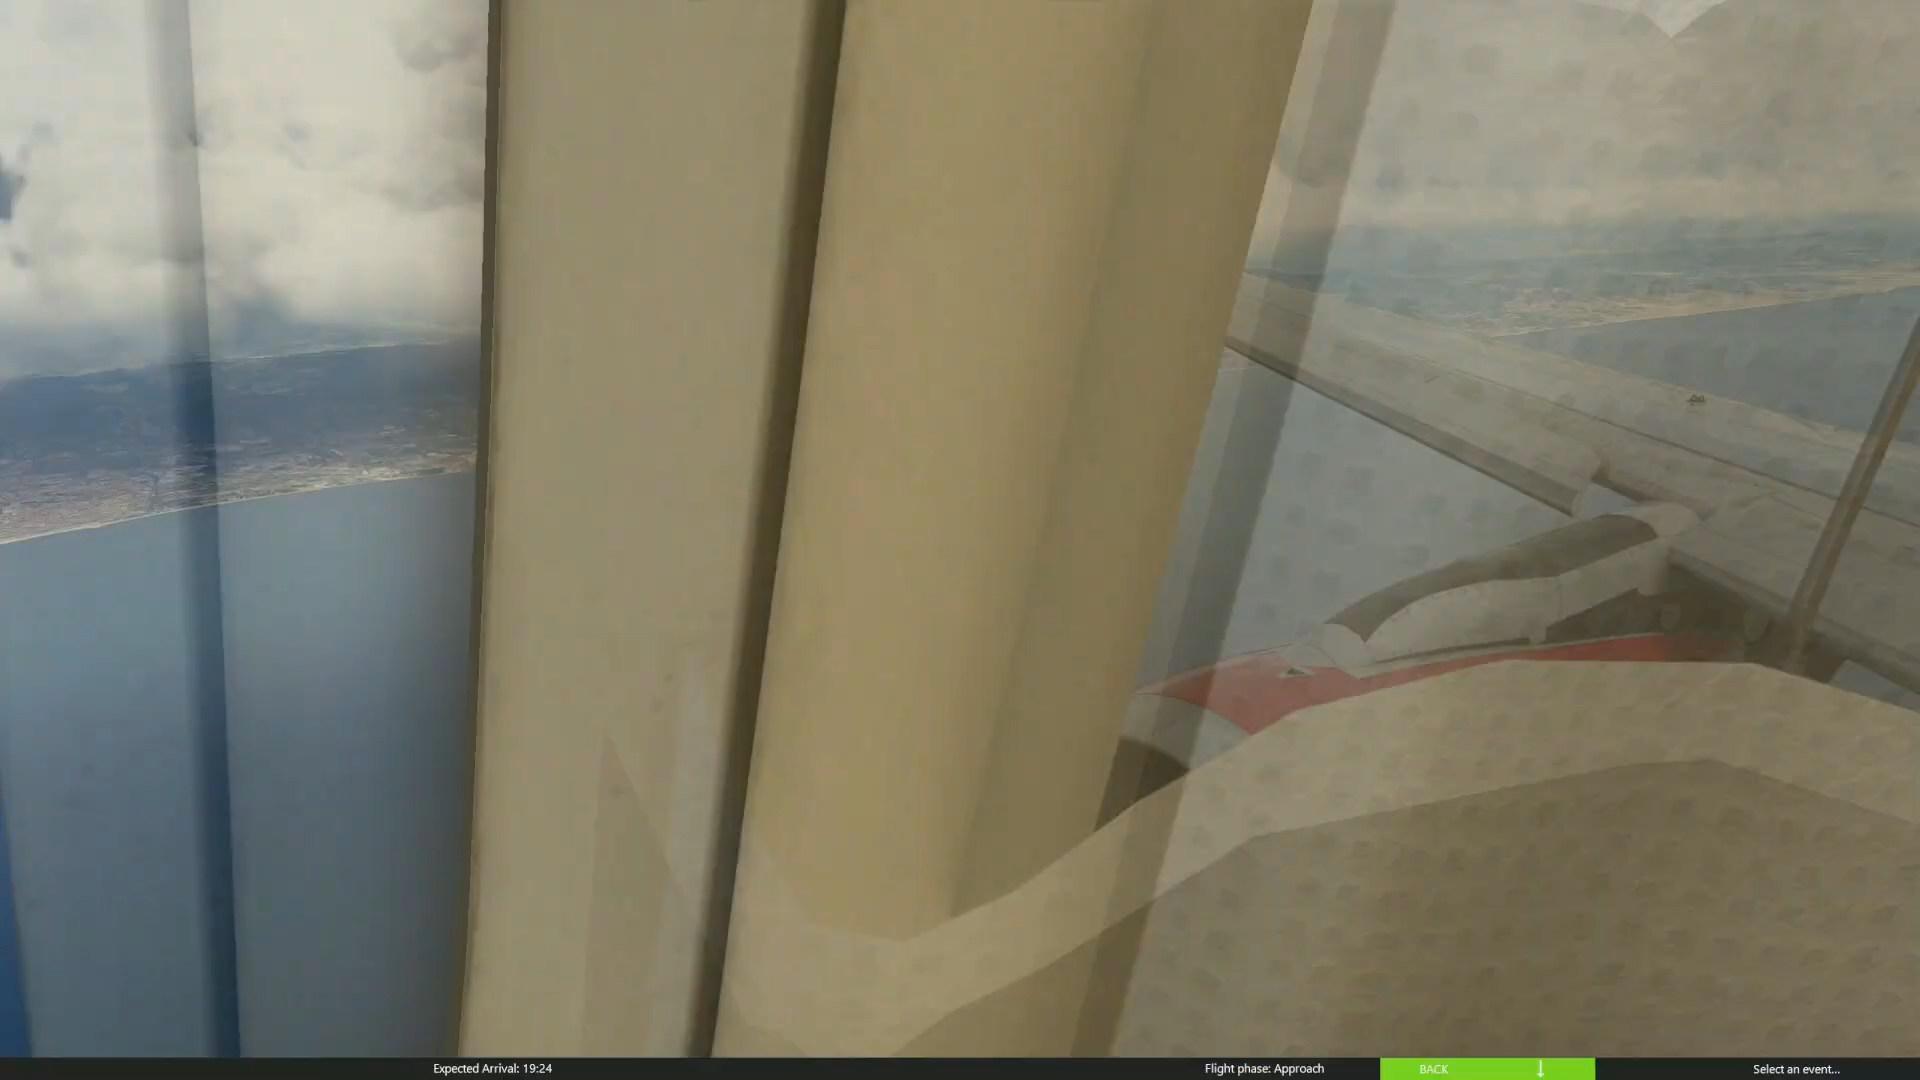 Expected Arrival: 19:24
Flight phase: Approach
BACK
Select an event...